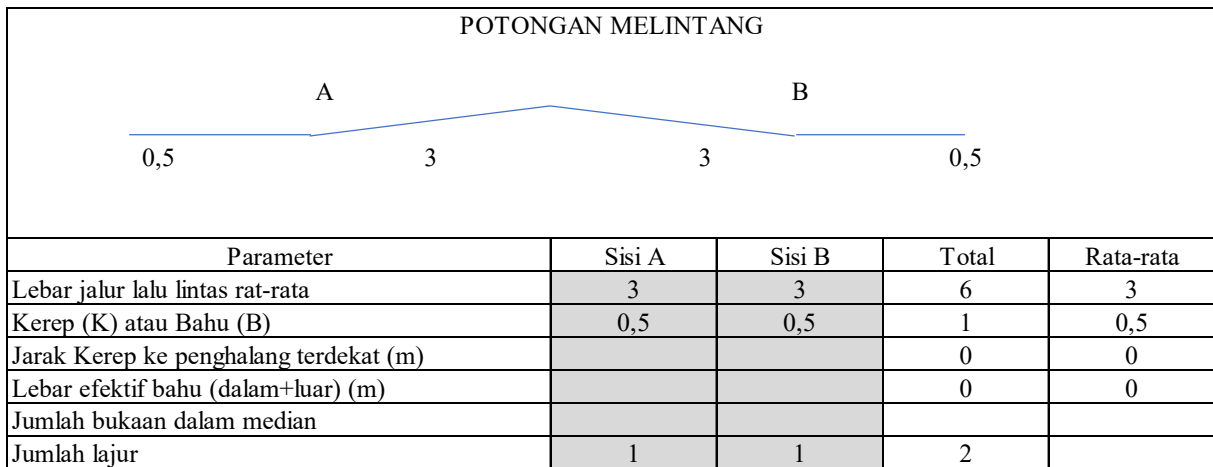 POTONGAN MELINTANG
A B
0,5 3 3 0,5
Parameter Sisi A Sisi B Total Rata-rata
Lebar jalur lalu lintas rat-rata 3 3 6 3
Kerep (K) atau Bahu (B) 0,5 0,5 1 0,5
Jarak Kerep ke penghalang terdekat (m) 0 0
Lebar efektif bahu (dalam+luar) (m) 0 0
Jumlah bukaan dalam median
Jumlah lajur 1 1 2